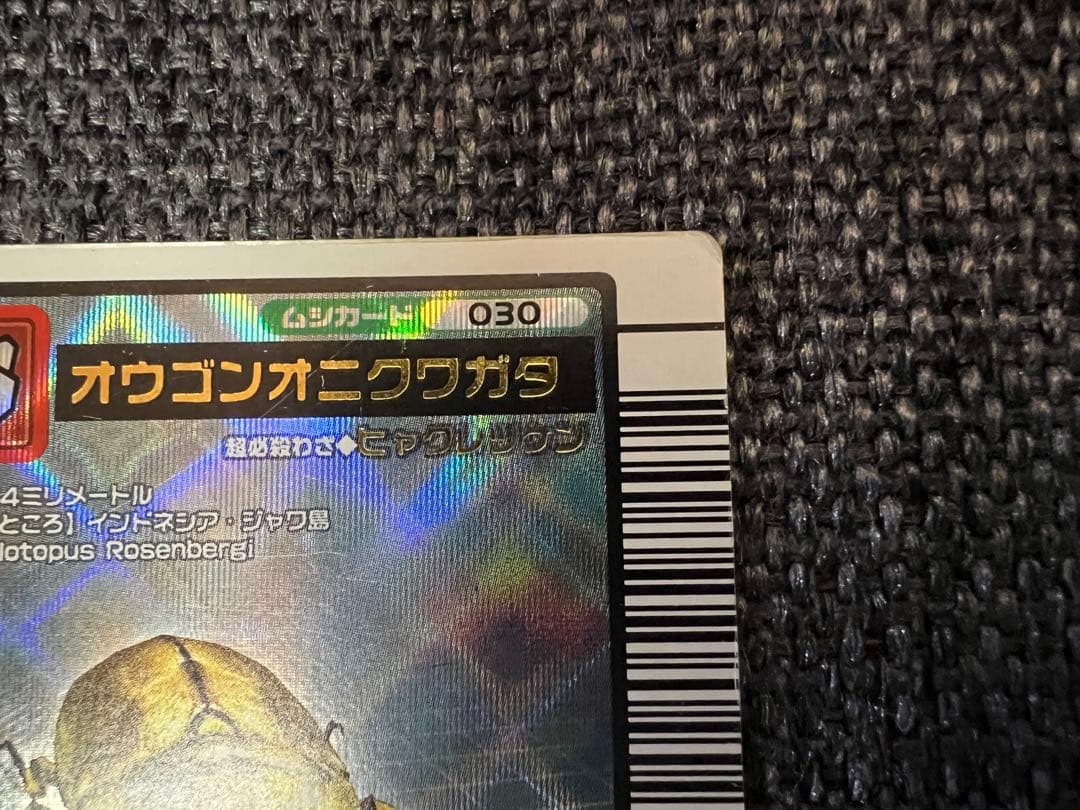 ムシカード 030
オウゴンオニクワガタ
超必殺わざ◆ヒャクレツケン
4ミリメートル
ところ】インドネシア・ジャワ島
lotopus Rosenbergi